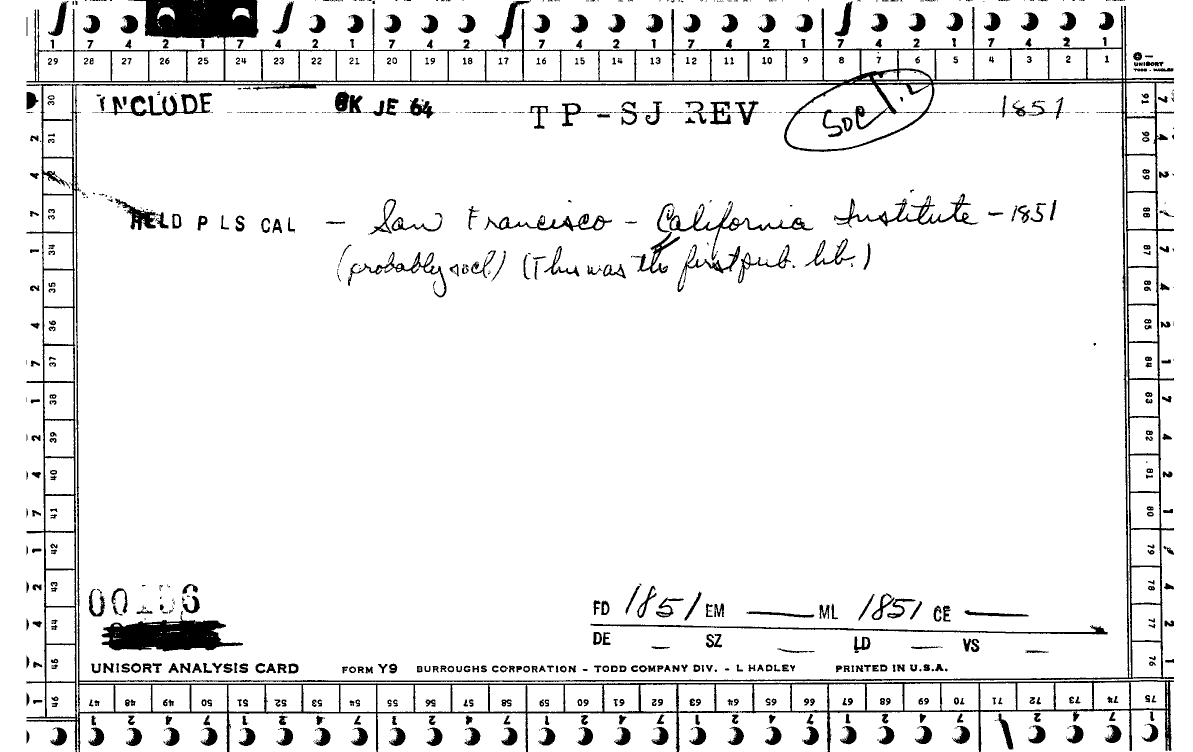 1 7 4 2 1 7 4 2 1 7 4 2 1 7 4 2 1 7 4 2 1 7 4 2 1 7 4 2 1
29 28 27 26 25 24 23 22 21 20 19 18 17 16 15 14 13 12 11 10 9 8 7 6 5 4 3 2 1
UNISORT
TODD - HADLEY
INCLUDE OK JE 64 TP-SJ REV SOC 1851
HELD P LS CAL — San Francisco — California Institute — 1851
(probably socl) (This was the first pub. lib.)
30 31 33 34 35 36 37 38 39 40 41 42 43 44 45 46
91 90 89 88 87 86 85 84 83 82 81 80 79 78 77 76
FD 1851 EM — ML 1851 CE —
DE — SZ — LD — VS —
UNISORT ANALYSIS CARD FORM Y9 BURROUGHS CORPORATION - TODD COMPANY DIV. - L HADLEY PRINTED IN U.S.A.
47 48 49 50 51 52 53 54 55 56 57 58 59 60 61 62 63 64 65 66 67 68 69 70 71 72 73 74 75